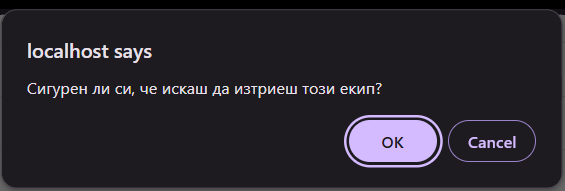 localhost says
Сигурен ли си, че искаш да изтриеш този екип?
OK
Cancel